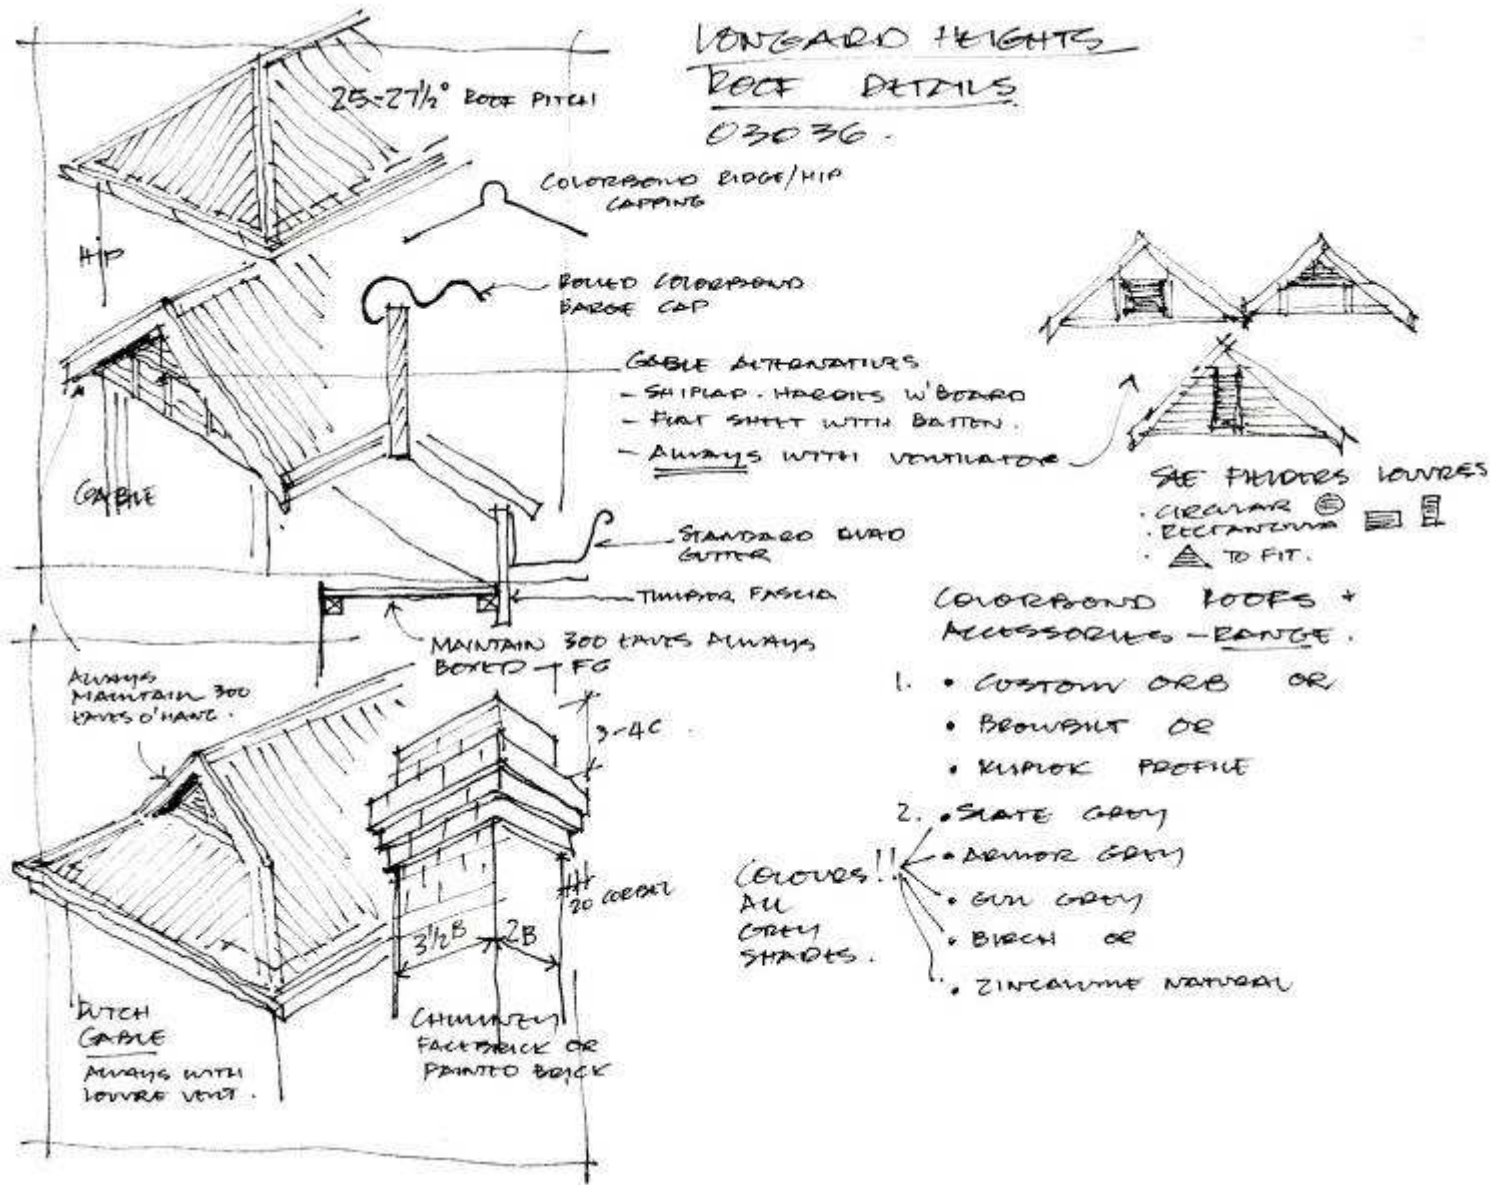 LONGARD HEIGHTS
ROOF DETAILS
03036.
25-27½° ROOF PITCH
COLORBOND RIDGE/HIP
CAPPING
HIP
ROLLED COLORBOND
BARGE CAP
GABLE ALTERNATIVES
- SHIPLAP. HARDIES W'BOARD
- FLAT SHEET WITH BATTEN.
- ALWAYS WITH VENTILATOR
GABLE
SEE FIELDERS LOUVRES
· CIRCULAR
· RECTANGULAR
· TO FIT.
STANDARD QUAD
GUTTER
TIMBER FASCIA
MAINTAIN 300 EAVES ALWAYS
BOXED - FC
ALWAYS
MAINTAIN 300
EAVES O'HANG.
COLORBOND ROOFS +
ACCESSORIES - RANGE.
1. • CUSTOM ORB OR
• BROWNBILT OR
• KLIPLOK PROFILE
3-4C
2. • SLATE GREY
• ARMOR GREY
• GULL GREY
• BIRCH OR
• ZINCALUME NATURAL
COLOURS!!
ALL
GREY
SHADES.
20 CORBEL
3½B
2B
DUTCH
GABLE
ALWAYS WITH
LOUVRE VENT.
CHIMNEY
FACEBRICK OR
PAINTED BRICK